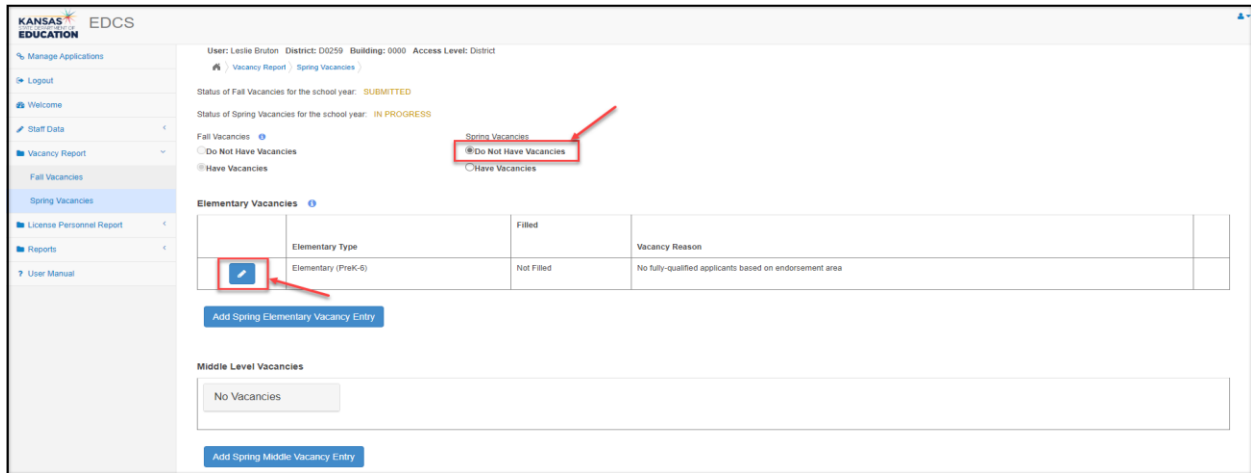 KANSAS
STATE DEPARTMENT OF
EDUCATION
EDCS
Manage Applications
Logout
Welcome
Staff Data
Vacancy Report
Fall Vacancies
Spring Vacancies
License Personnel Report
Reports
? User Manual
User: Leslie Bruton District: D0259 Building: 0000 Access Level: District
Vacancy Report Spring Vacancies
Status of Fall Vacancies for the school year: SUBMITTED
Status of Spring Vacancies for the school year: IN PROGRESS
Fall Vacancies
Do Not Have Vacancies
Have Vacancies
Spring Vacancies
Do Not Have Vacancies
Have Vacancies
Elementary Vacancies
Elementary Type Filled Vacancy Reason
Elementary (PreK-6) Not Filled No fully-qualified applicants based on endorsement area
Add Spring Elementary Vacancy Entry
Middle Level Vacancies
No Vacancies
Add Spring Middle Vacancy Entry